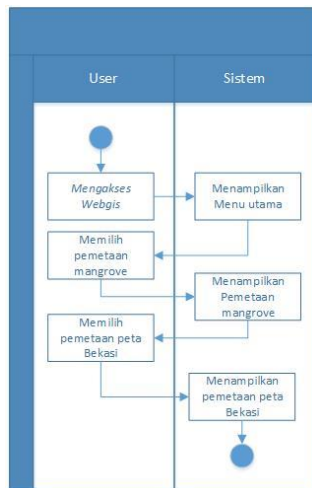 User
Sistem
Mengakses
Webgis
Menampilkan
Menu utama
Memilih
pemetaan
mangrove
Menampilkan
Pemetaan
mangrove
Memilih
pemetaan peta
Bekasi
Menampilkan
pemetaan peta
Bekasi